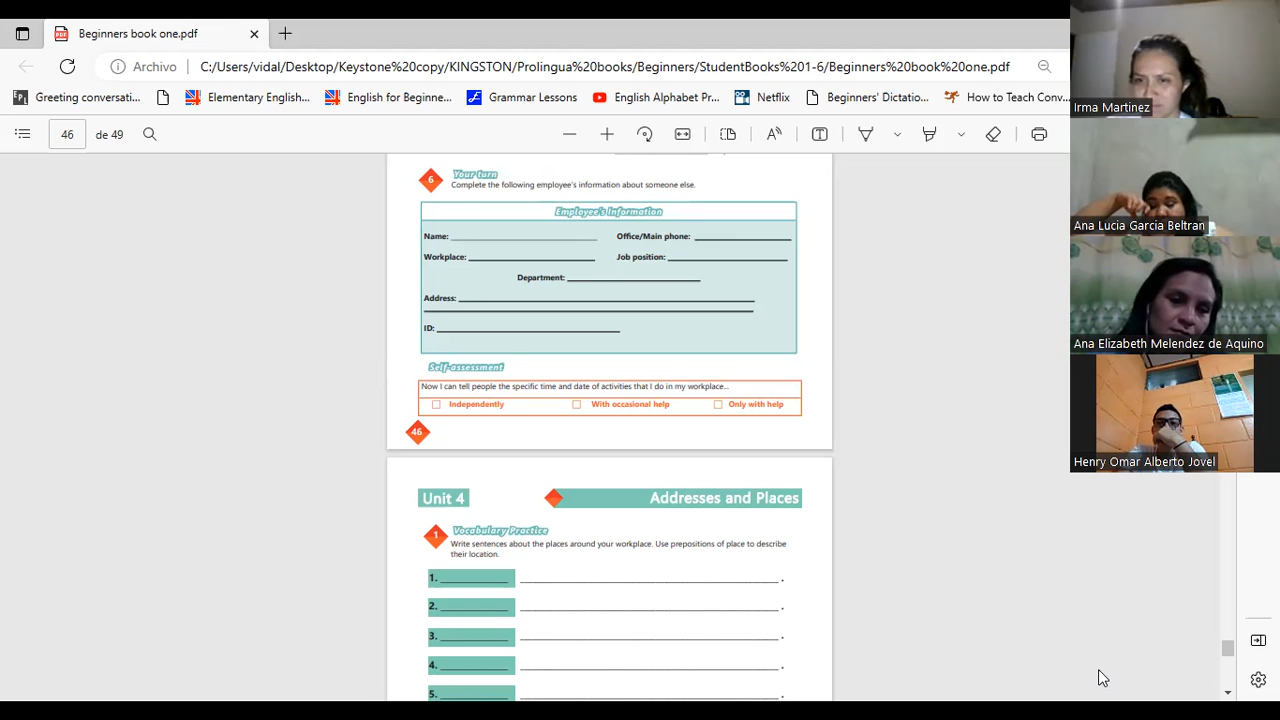 Beginners book one.pdf
Archivo
C:/Users/vidal/Desktop/Keystone%20copy/KINGSTON/Prolingua%20books/Beginners/StudentBooks%201-6/Beginners%20book%20one.pdf
Greeting conversati...
Elementary English...
English for Beginne...
Grammar Lessons
English Alphabet Pr...
Netflix
Beginners' Dictatio...
How to Teach Conv...
46 de 49
6 Your turn
Complete the following employee's information about someone else.
Employee's Information
Name: Office/Main phone:
Workplace: Job position:
Department:
Address:
ID:
Self-assessment
Now I can tell people the specific time and date of activities that I do in my workplace...
Independently With occasional help Only with help
46
Unit 4 Addresses and Places
1 Vocabulary Practice
Write sentences about the places around your workplace. Use prepositions of place to describe
their location.
1. .
2. .
3. .
4. .
5. .
Irma Martinez
Ana Lucia Garcia Beltran
Ana Elizabeth Melendez de Aquino
Henry Omar Alberto Jovel